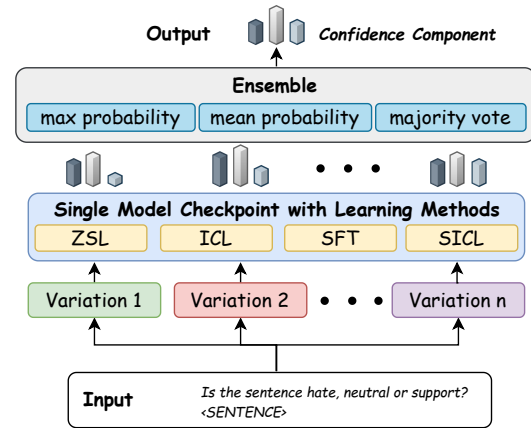 Output
Confidence Component
Ensemble
max probability
mean probability
majority vote
Single Model Checkpoint with Learning Methods
ZSL
ICL
SFT
SICL
Variation 1
Variation 2
Variation n
Input
Is the sentence hate, neutral or support?
<SENTENCE>